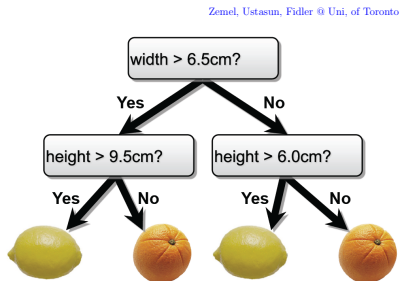 Zemel, Ustasun, Fidler @ Uni, of Toronto
width > 6.5cm?
Yes No
height > 9.5cm? height > 6.0cm?
Yes No Yes No